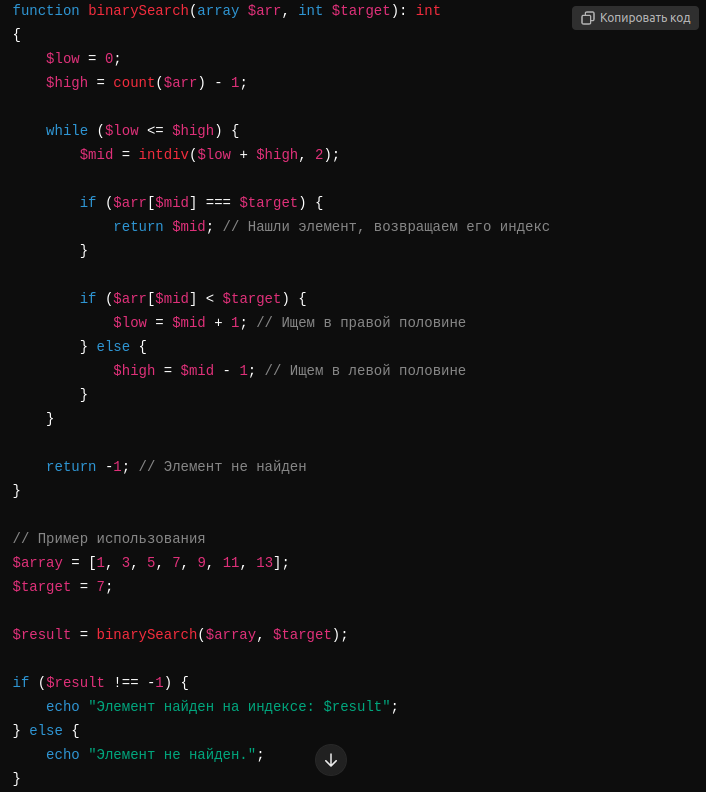 function binarySearch(array $arr, int $target): int
Копировать код
{
    $low = 0;
    $high = count($arr) - 1;

    while ($low <= $high) {
        $mid = intdiv($low + $high, 2);

        if ($arr[$mid] === $target) {
            return $mid; // Нашли элемент, возвращаем его индекс
        }

        if ($arr[$mid] < $target) {
            $low = $mid + 1; // Ищем в правой половине
        } else {
            $high = $mid - 1; // Ищем в левой половине
        }
    }

    return -1; // Элемент не найден
}

// Пример использования
$array = [1, 3, 5, 7, 9, 11, 13];
$target = 7;

$result = binarySearch($array, $target);

if ($result !== -1) {
    echo "Элемент найден на индексе: $result";
} else {
    echo "Элемент не найден.";
}